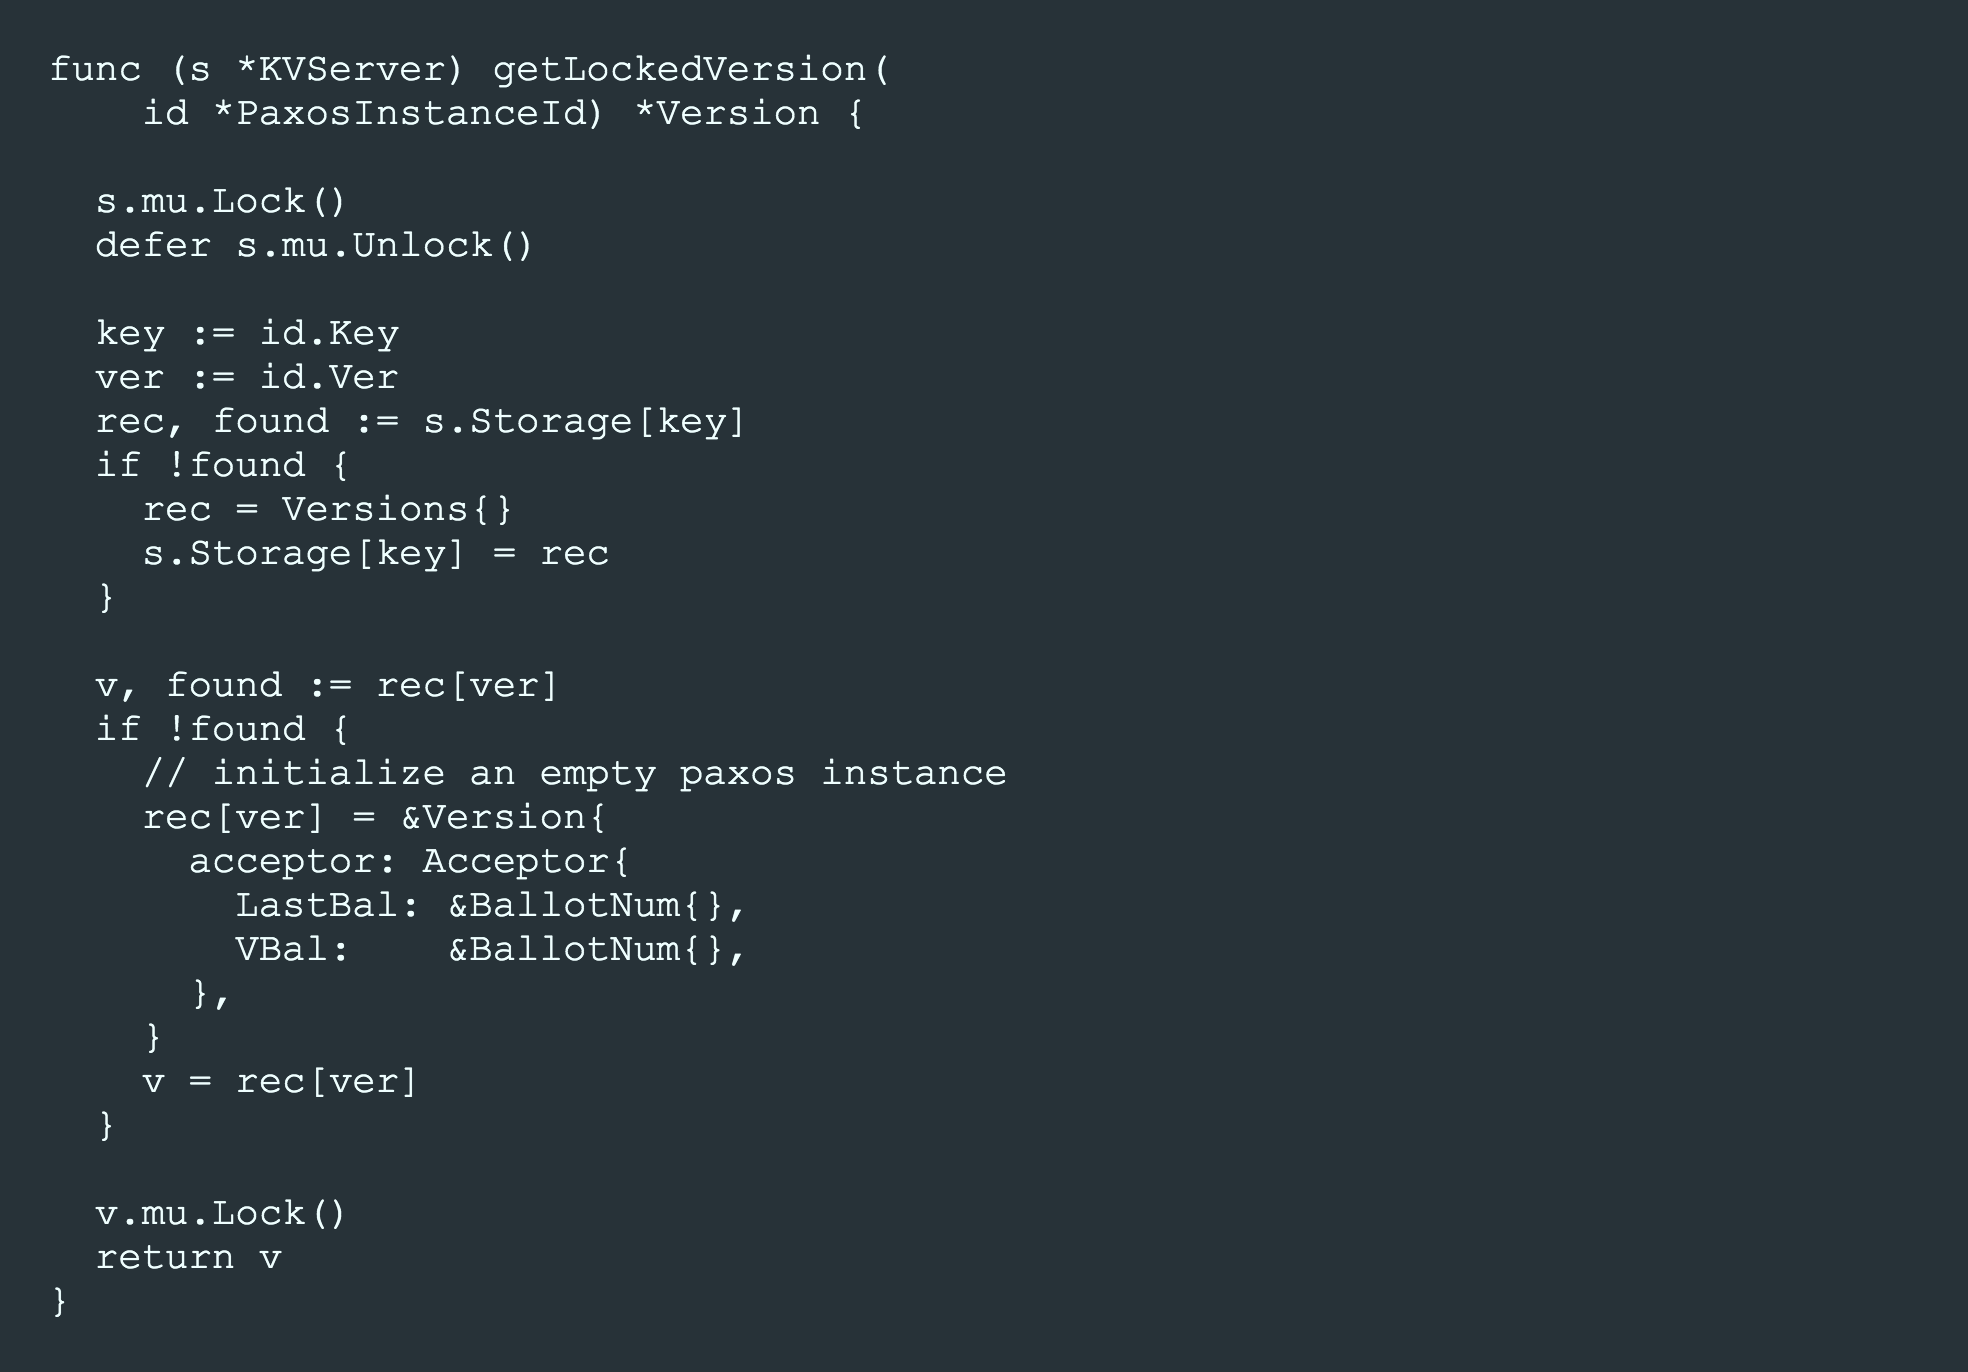 func (s *KVServer) getLockedVersion(
    id *PaxosInstanceId) *Version {

  s.mu.Lock()
  defer s.mu.Unlock()

  key := id.Key
  ver := id.Ver
  rec, found := s.Storage[key]
  if !found {
    rec = Versions{}
    s.Storage[key] = rec
  }

  v, found := rec[ver]
  if !found {
    // initialize an empty paxos instance
    rec[ver] = &Version{
      acceptor: Acceptor{
        LastBal: &BallotNum{},
        VBal:    &BallotNum{},
      },
    }
    v = rec[ver]
  }

  v.mu.Lock()
  return v
}